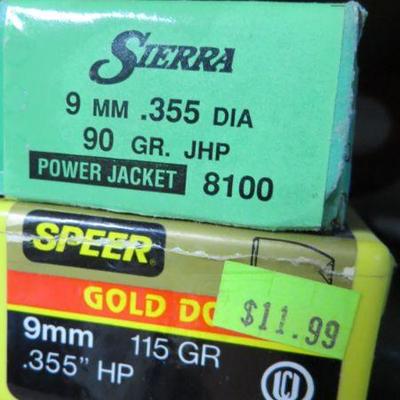 SIERRA
9 MM .355 DIA
90 GR. JHP
POWER JACKET 8100
SPEER
GOLD
$11.99
9mm 115 GR
.355" HP